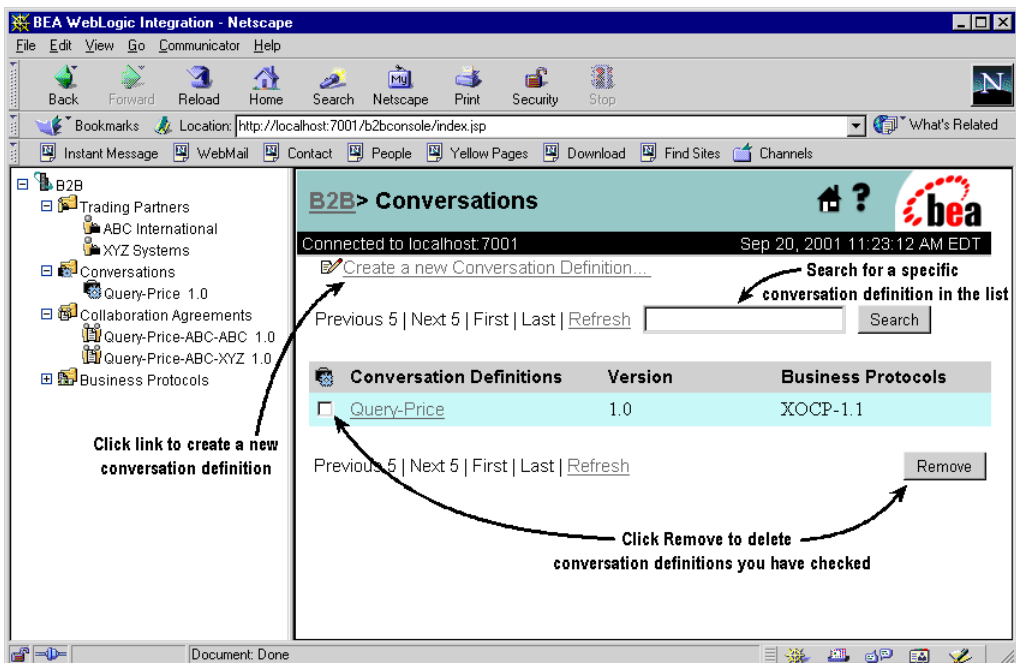 BEA WebLogic Integration - Netscape
File Edit View Go Communicator Help
Back Forward Reload Home Search Netscape Print Security Stop
My
N
Bookmarks Location: http://localhost:7001/b2bconsole/index.jsp What's Related
Instant Message WebMail Contact People Yellow Pages Download Find Sites Channels
B2B
Trading Partners
ABC International
XYZ Systems
Conversations
Query-Price 1.0
Collaboration Agreements
Query-Price-ABC-ABC 1.0
Query-Price-ABC-XYZ 1.0
Business Protocols
Click link to create a new
conversation definition
B2B> Conversations
?
bea
Connected to localhost:7001 Sep 20, 2001 11:23:12 AM EDT
Create a new Conversation Definition...
Search for a specific
conversation definition in the list
Previous 5 | Next 5 | First | Last | Refresh Search
Conversation Definitions Version Business Protocols
Query-Price 1.0 XOCP-1.1
Previous 5 | Next 5 | First | Last | Refresh Remove
Click Remove to delete
conversation definitions you have checked
Document: Done